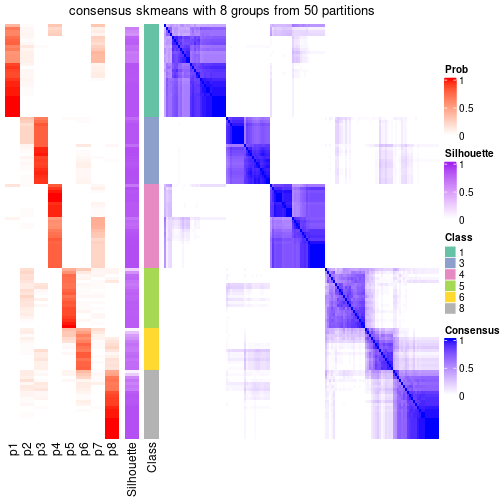 consensus skmeans with 8 groups from 50 partitions
Prob
1
0.5
0
Silhouette
1
0.5
0
Class
1
3
4
5
6
8
Consensus
1
0.5
0
p1
p2
p3
p4
p5
p6
p7
p8
Silhouette
Class